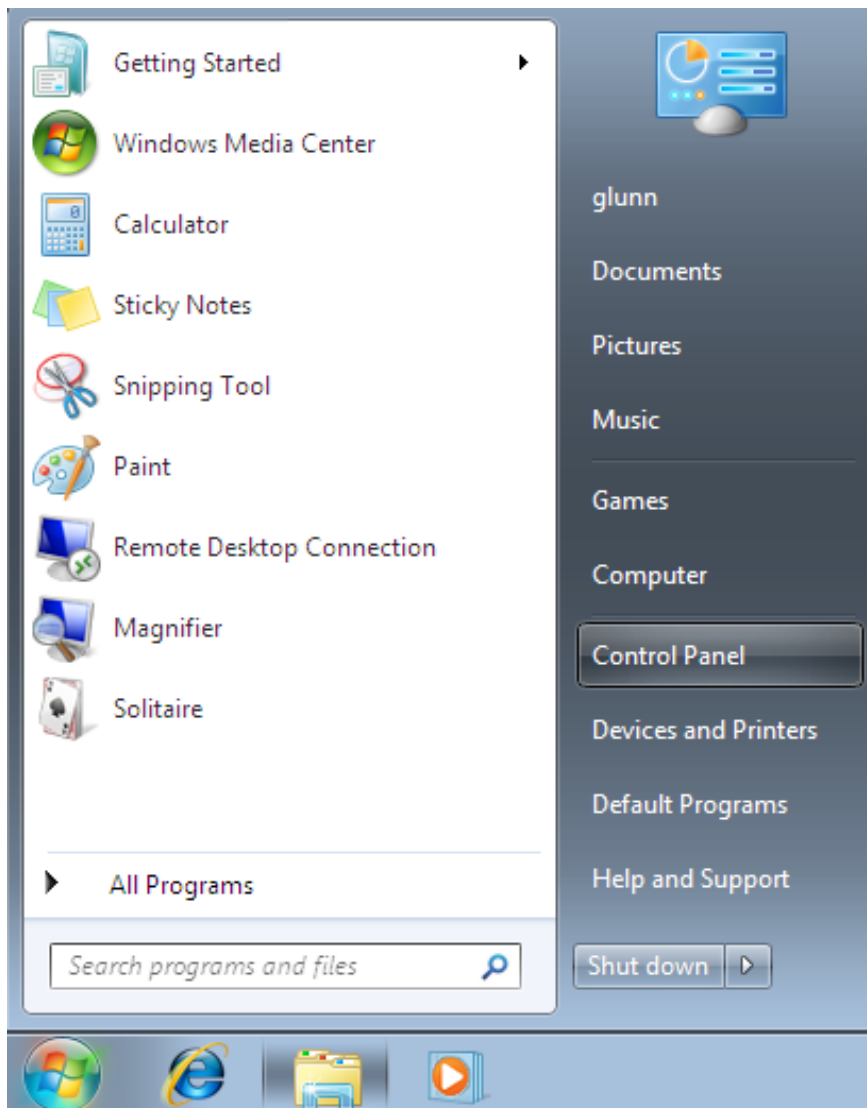 Getting Started
Windows Media Center
Calculator
Sticky Notes
Snipping Tool
Paint
Remote Desktop Connection
Magnifier
Solitaire
All Programs
Search programs and files
glunn
Documents
Pictures
Music
Games
Computer
Control Panel
Devices and Printers
Default Programs
Help and Support
Shut down